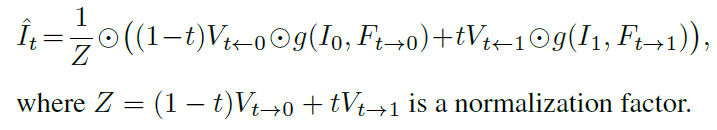 Î_t = 1/Z ⊙ ((1−t)V_{t←0} ⊙ g(I_0, F_{t→0}) + tV_{t←1} ⊙ g(I_1, F_{t→1})),
where Z = (1 − t)V_{t→0} + tV_{t→1} is a normalization factor.